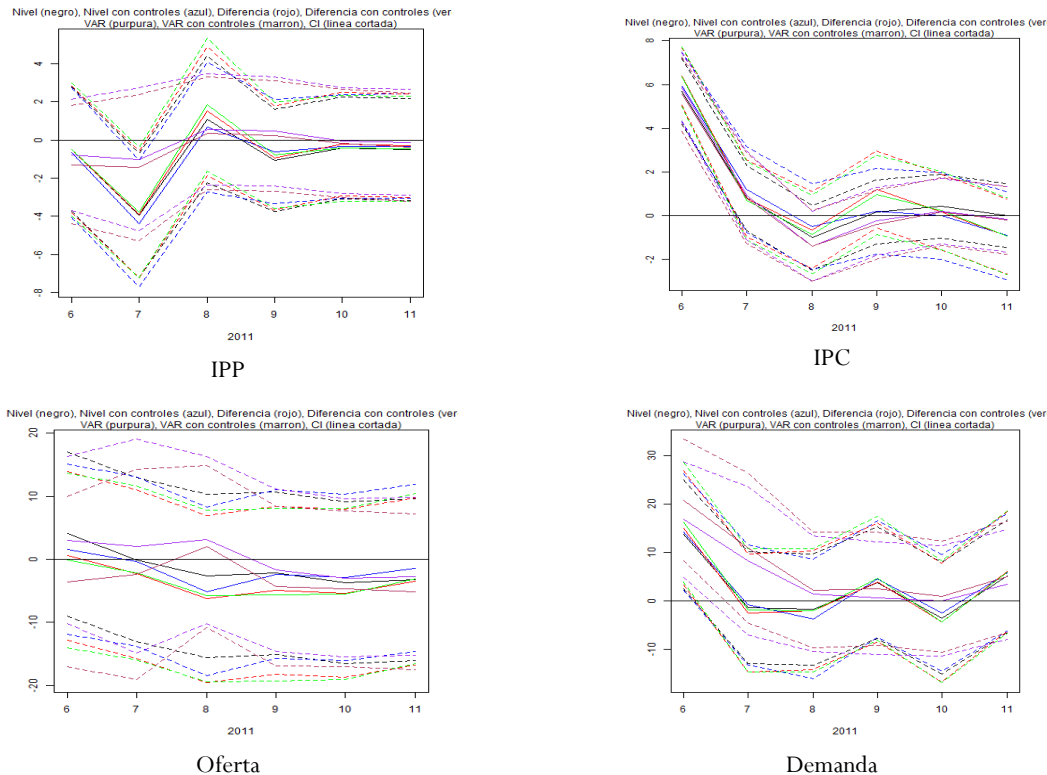 Nivel (negro), Nivel con controles (azul), Diferencia (rojo), Diferencia con controles (ver
VAR (purpura), VAR con controles (marron), CI (linea cortada)
4
2
0
-2
-4
-6
-8
6 7 8 9 10 11
2011
IPP
Nivel (negro), Nivel con controles (azul), Diferencia (rojo), Diferencia con controles (ver
VAR (purpura), VAR con controles (marron), CI (linea cortada)
8
6
4
2
0
-2
6 7 8 9 10 11
2011
IPC
Nivel (negro), Nivel con controles (azul), Diferencia (rojo), Diferencia con controles (ver
VAR (purpura), VAR con controles (marron), CI (linea cortada)
20
10
0
-10
-20
6 7 8 9 10 11
2011
Oferta
Nivel (negro), Nivel con controles (azul), Diferencia (rojo), Diferencia con controles (ver
VAR (purpura), VAR con controles (marron), CI (linea cortada)
30
20
10
0
-10
6 7 8 9 10 11
2011
Demanda